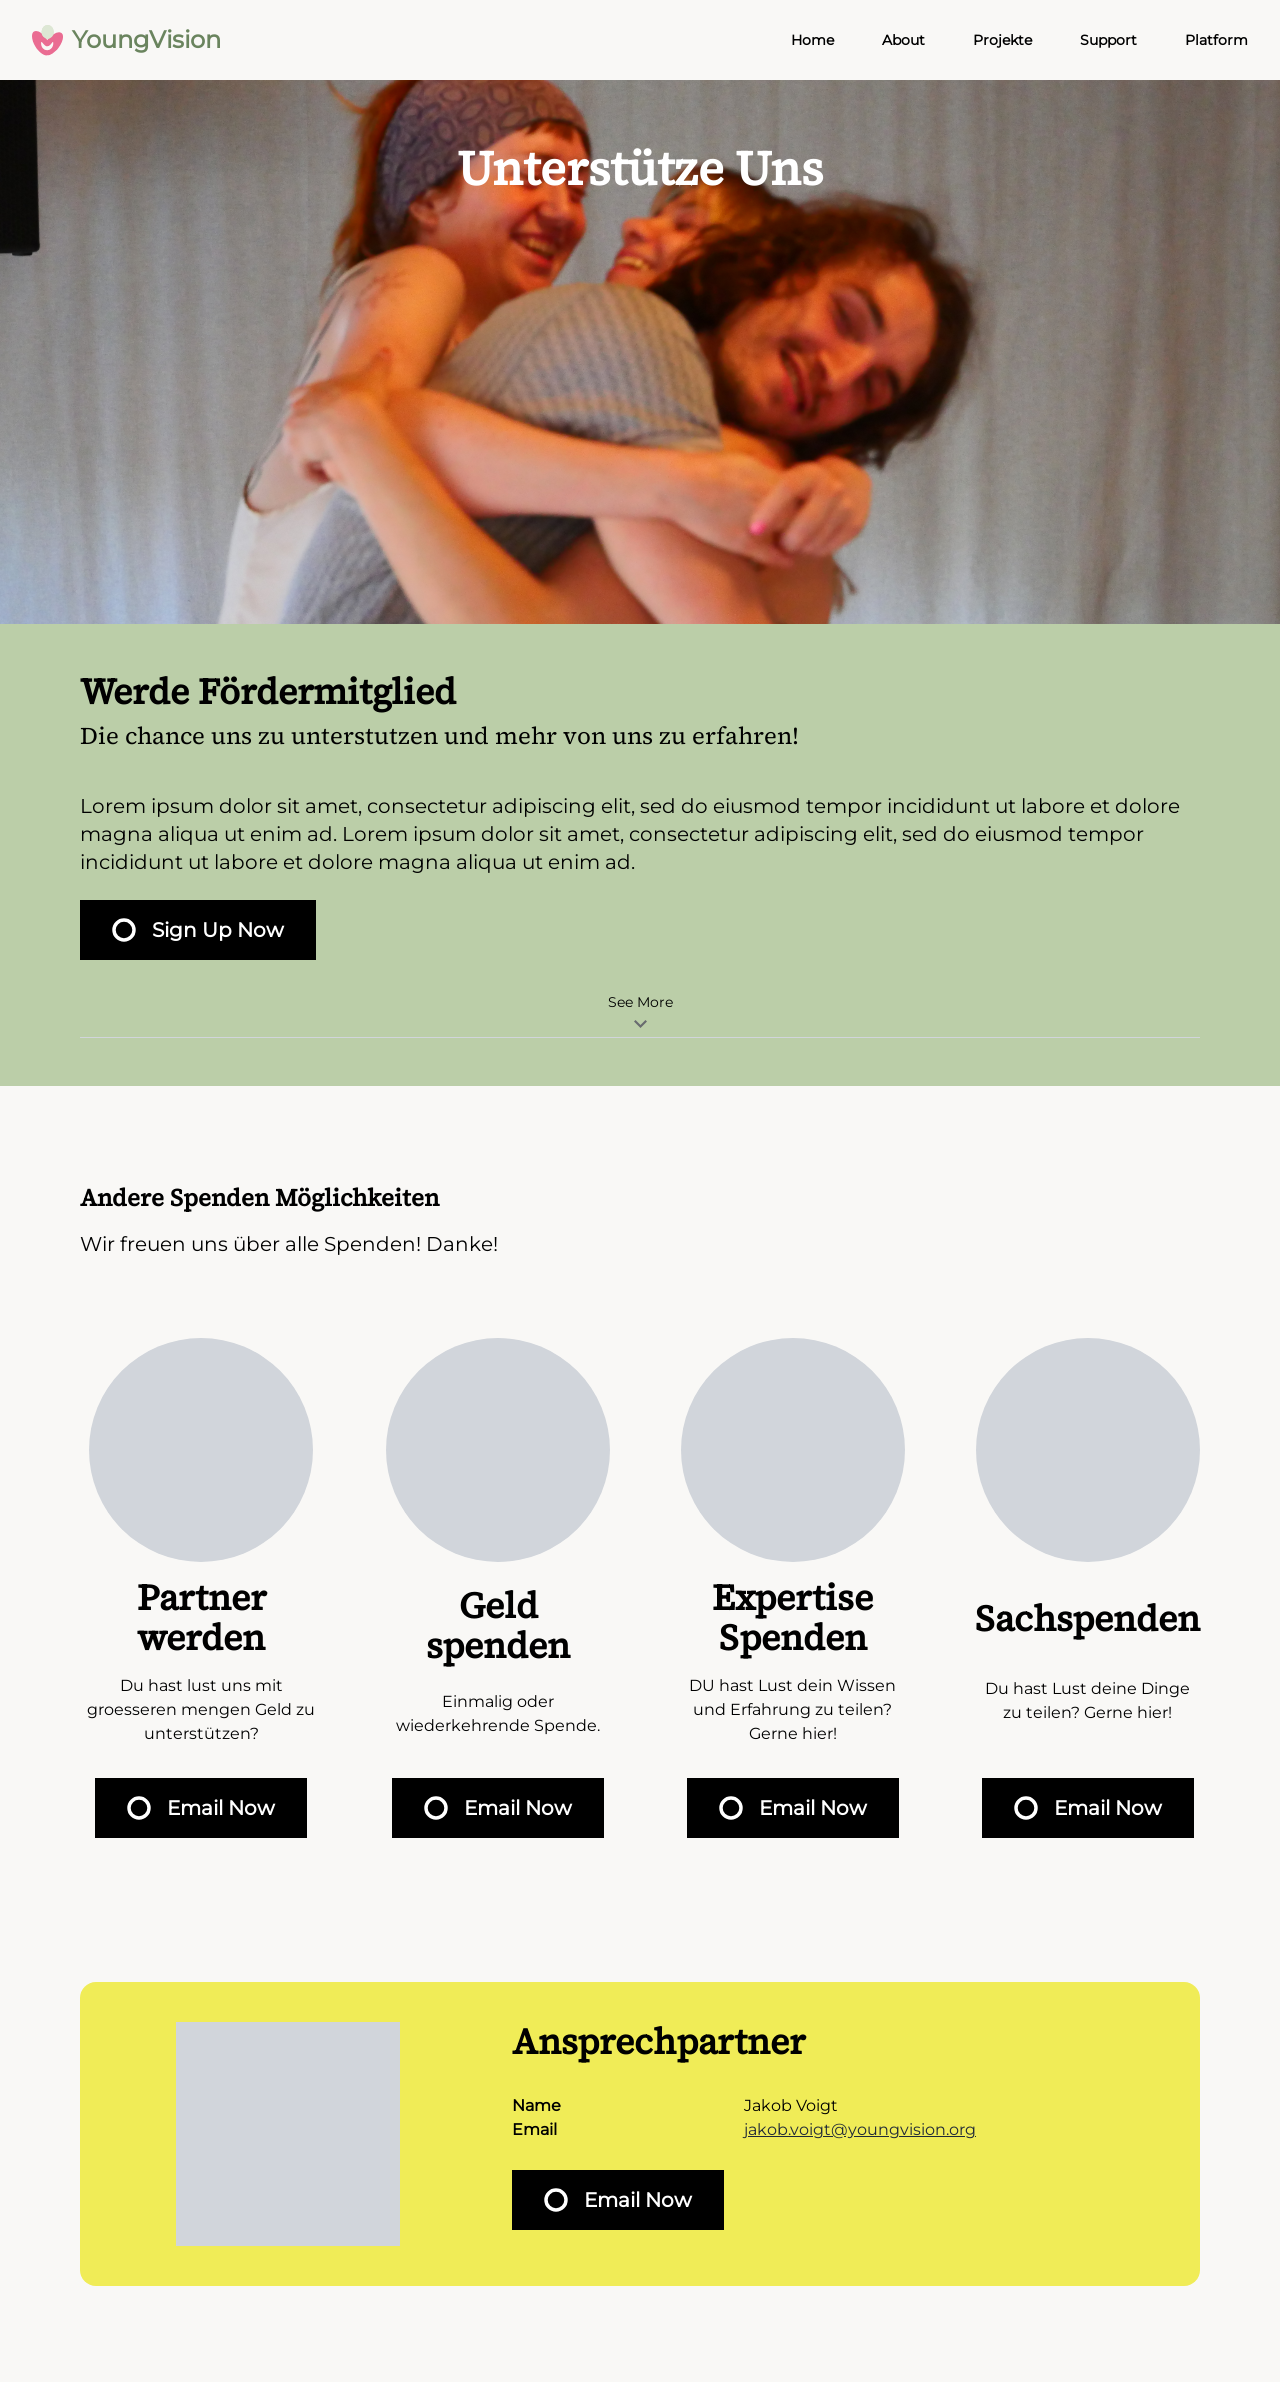 YoungVision
Home
About
Projekte
Support
Platform
Unterstütze Uns
Werde Fördermitglied
Die chance uns zu unterstutzen und mehr von uns zu erfahren!
Lorem ipsum dolor sit amet, consectetur adipiscing elit, sed do eiusmod tempor incididunt ut labore et dolore
magna aliqua ut enim ad. Lorem ipsum dolor sit amet, consectetur adipiscing elit, sed do eiusmod tempor
incididunt ut labore et dolore magna aliqua ut enim ad.
Sign Up Now
See More
Andere Spenden Möglichkeiten
Wir freuen uns über alle Spenden! Danke!
Partner
werden
Du hast lust uns mit
groesseren mengen Geld zu
unterstützen?
Email Now
Geld
spenden
Einmalig oder
wiederkehrende Spende.
Email Now
Expertise
Spenden
DU hast Lust dein Wissen
und Erfahrung zu teilen?
Gerne hier!
Email Now
Sachspenden
Du hast Lust deine Dinge
zu teilen? Gerne hier!
Email Now
Ansprechpartner
Name Jakob Voigt
Email jakob.voigt@youngvision.org
Email Now